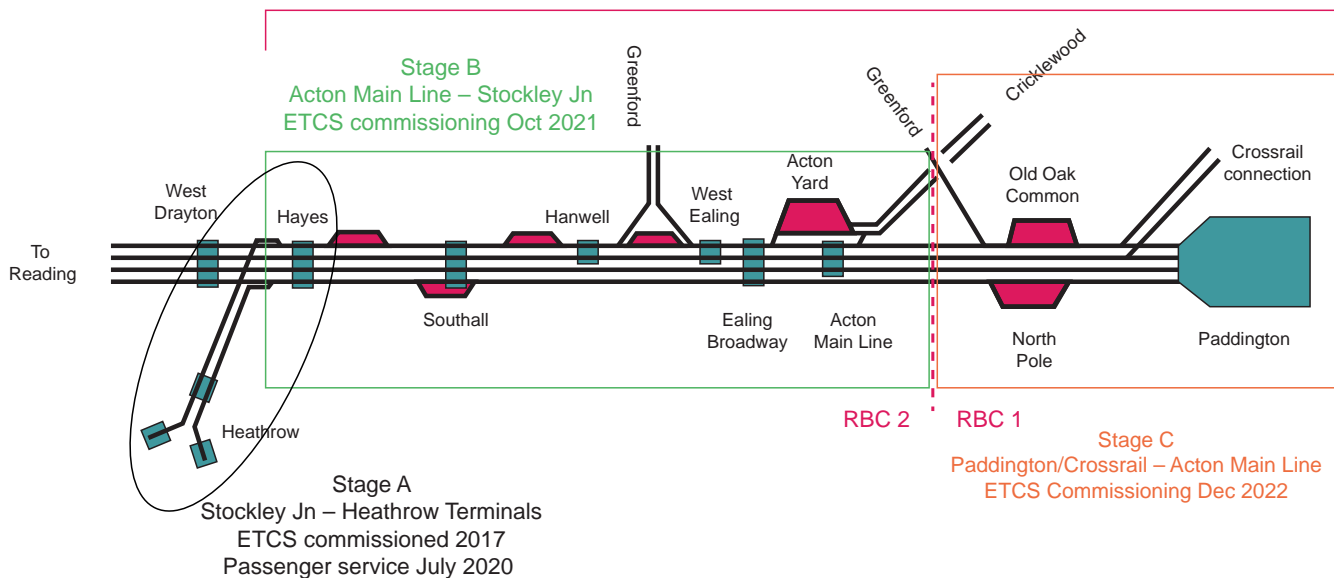 Stage B
Acton Main Line – Stockley Jn
ETCS commissioning Oct 2021
Greenford
Greenford
Cricklewood
West
Drayton
Hayes
Hanwell
West
Ealing
Acton
Yard
Old Oak
Common
Crossrail
connection
To
Reading
Southall
Ealing
Broadway
Acton
Main Line
North
Pole
Paddington
Heathrow
RBC 2
RBC 1
Stage C
Paddington/Crossrail – Acton Main Line
ETCS Commissioning Dec 2022
Stage A
Stockley Jn – Heathrow Terminals
ETCS commissioned 2017
Passenger service July 2020